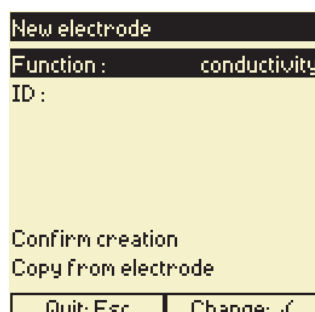 New electrode
Function : conductivity
ID :
Confirm creation
Copy from electrode
Quit: Esc Change: √